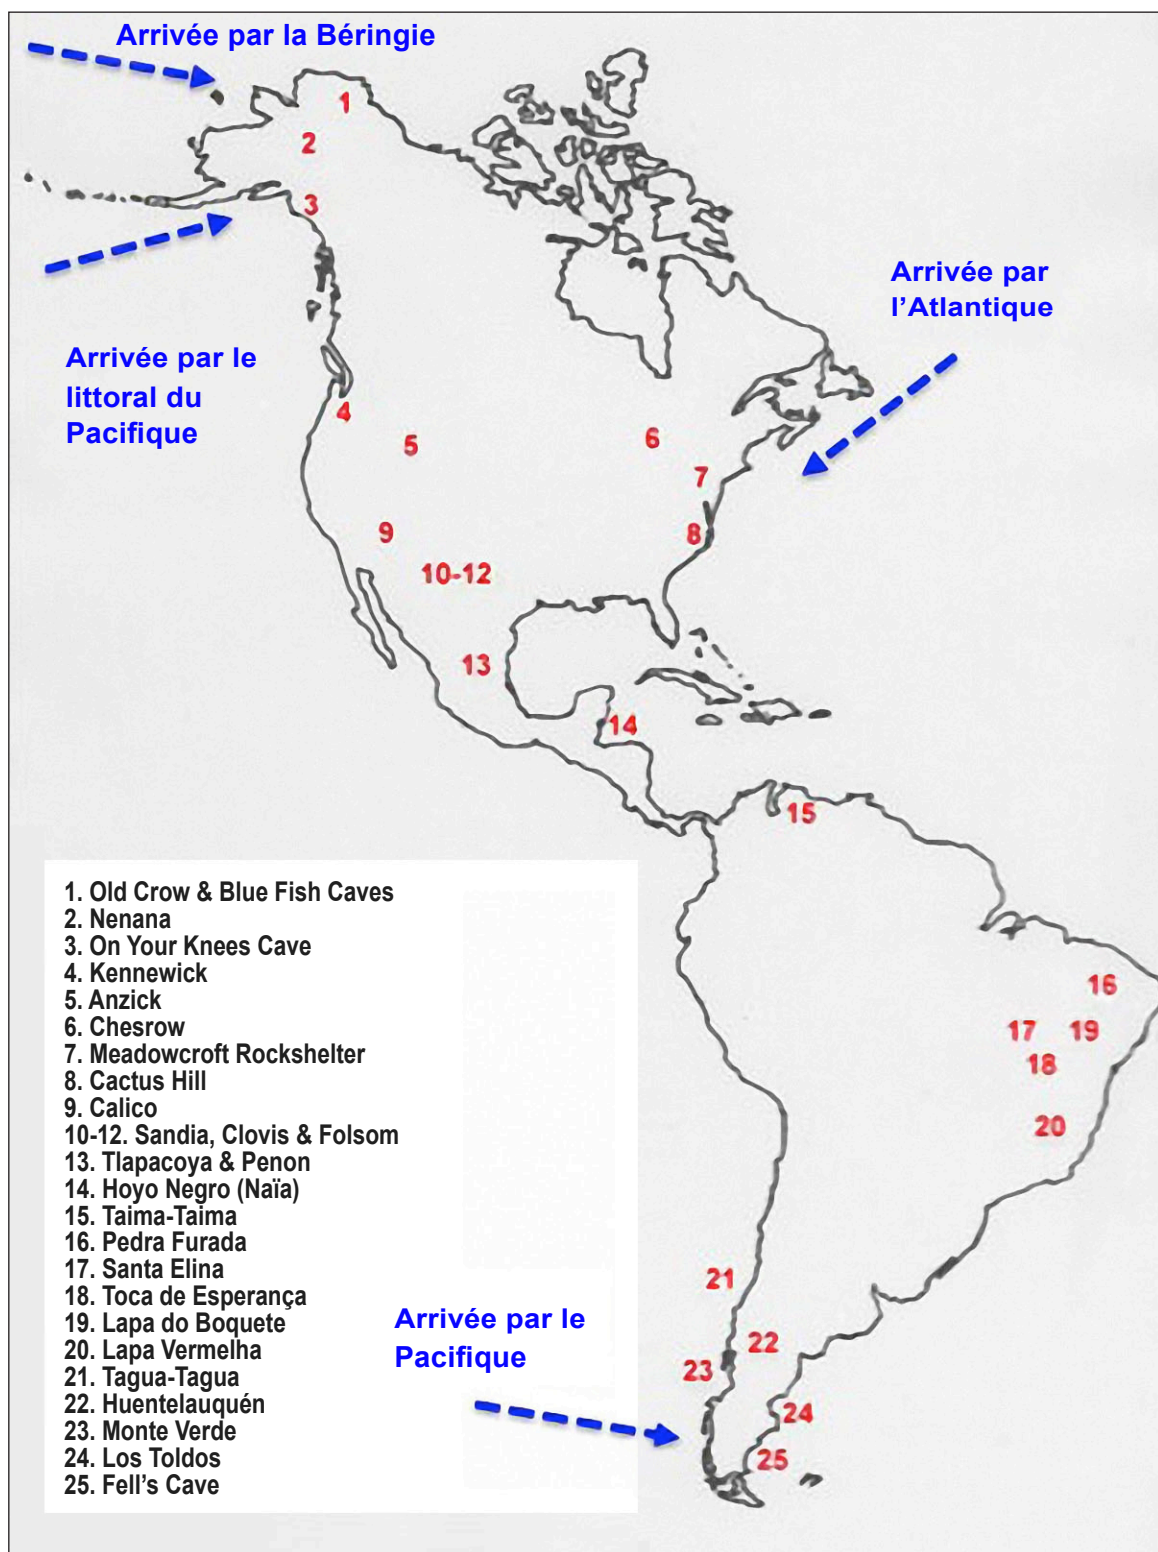 Arrivée par la Béringie
1
2
3
Arrivée par
l’Atlantique
Arrivée par le
littoral du
Pacifique
4
5
6
7
8
9
10-12
13
14
15
1. Old Crow & Blue Fish Caves
2. Nenana
3. On Your Knees Cave
4. Kennewick
5. Anzick
6. Chesrow
7. Meadowcroft Rockshelter
8. Cactus Hill
9. Calico
10-12. Sandia, Clovis & Folsom
13. Tlapacoya & Penon
14. Hoyo Negro (Naïa)
15. Taima-Taima
16. Pedra Furada
17. Santa Elina
18. Toca de Esperança
19. Lapa do Boquete
20. Lapa Vermelha
21. Tagua-Tagua
22. Huentelauquén
23. Monte Verde
24. Los Toldos
25. Fell’s Cave
16
17
19
18
20
21
Arrivée par le
Pacifique
22
23
24
25